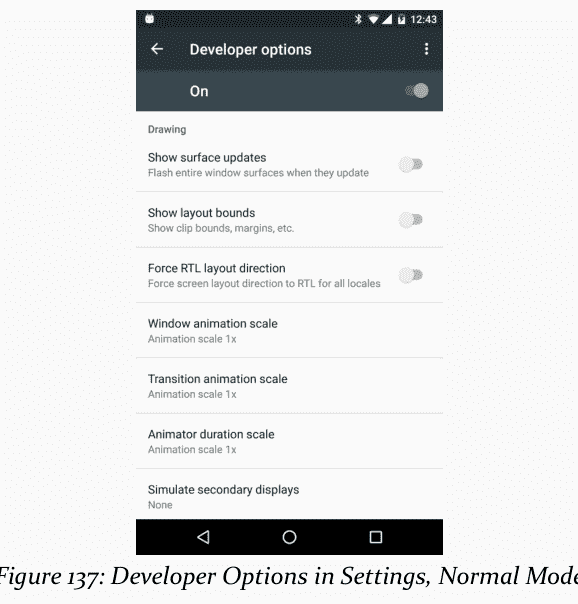 12:43
Developer options
On
Drawing
Show surface updates
Flash entire window surfaces when they update
Show layout bounds
Show clip bounds, margins, etc.
Force RTL layout direction
Force screen layout direction to RTL for all locales
Window animation scale
Animation scale 1x
Transition animation scale
Animation scale 1x
Animator duration scale
Animation scale 1x
Simulate secondary displays
None
Figure 137: Developer Options in Settings, Normal Mode